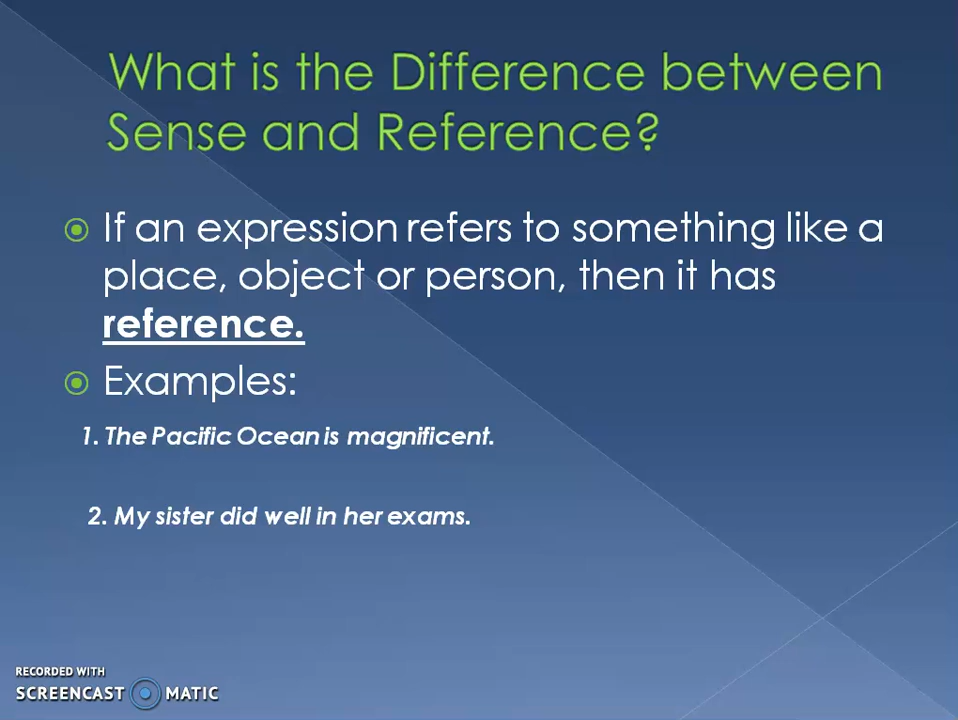 What is the Difference between
Sense and Reference?
If an expression refers to something like a
place, object or person, then it has
reference.
Examples:
1. The Pacific Ocean is magnificent.
2. My sister did well in her exams.
RECORDED WITH
SCREENCAST MATIC